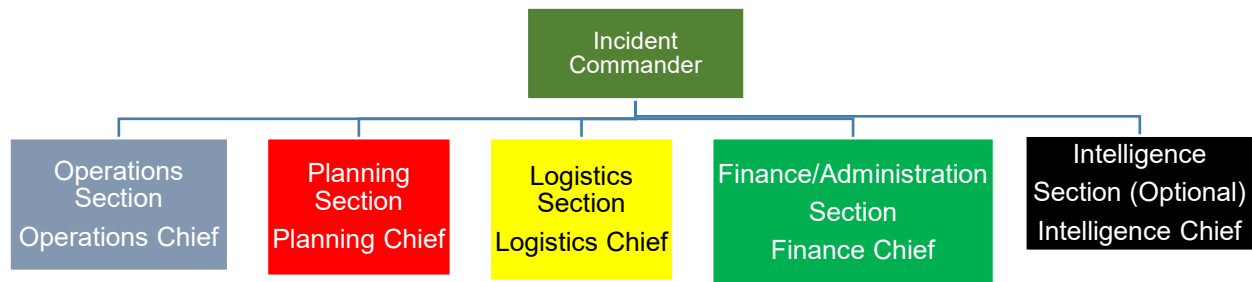 Incident
Commander
Operations
Section
Operations Chief
Planning
Section
Planning Chief
Logistics
Section
Logistics Chief
Finance/Administration
Section
Finance Chief
Intelligence
Section (Optional)
Intelligence Chief